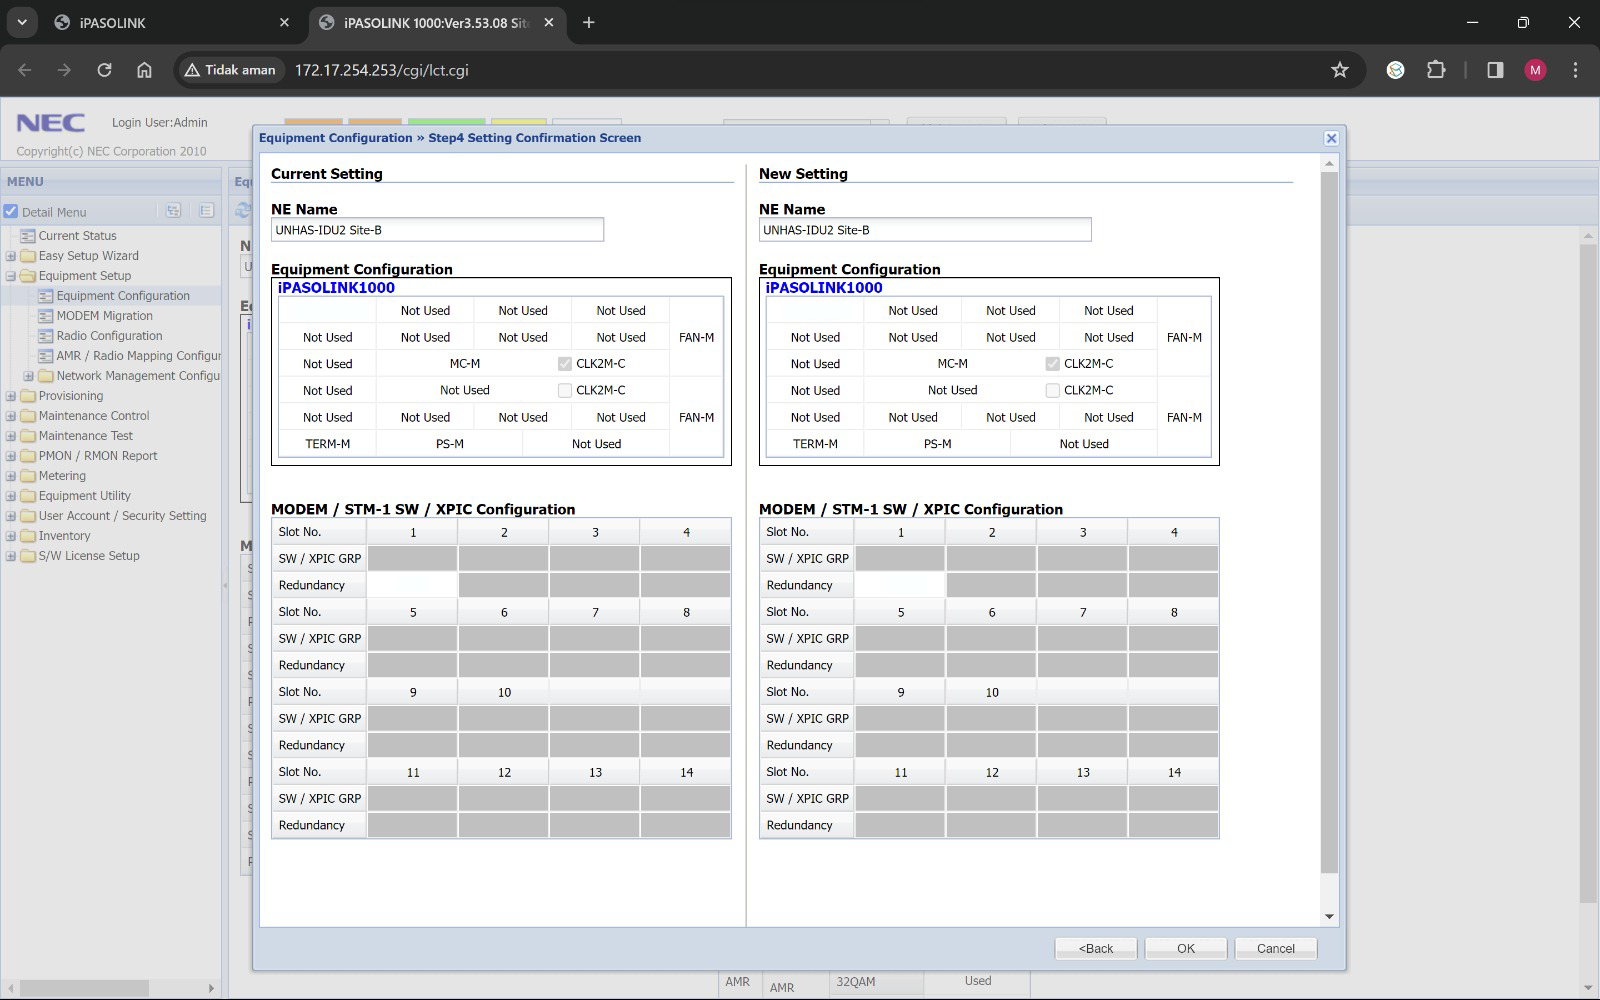 iPASOLINK
iPASOLINK 1000:Ver3.53.08 Sit
Tidak aman
172.17.254.253/cgi/lct.cgi
M
NEC
Login User:Admin
Copyright(c) NEC Corporation 2010
MENU
Equ
Detail Menu
Current Status
Easy Setup Wizard
Equipment Setup
Equipment Configuration
MODEM Migration
Radio Configuration
AMR / Radio Mapping Configur
Network Management Configu
Provisioning
Maintenance Control
Maintenance Test
PMON / RMON Report
Metering
Equipment Utility
User Account / Security Setting
Inventory
S/W License Setup
Equipment Configuration » Step4 Setting Confirmation Screen
Current Setting
NE Name
UNHAS-IDU2 Site-B
Equipment Configuration
iPASOLINK1000
Not Used Not Used Not Used
Not Used Not Used Not Used Not Used FAN-M
Not Used MC-M CLK2M-C
Not Used Not Used CLK2M-C
Not Used Not Used Not Used Not Used FAN-M
TERM-M PS-M Not Used
MODEM / STM-1 SW / XPIC Configuration
Slot No. 1 2 3 4
SW / XPIC GRP
Redundancy
Slot No. 5 6 7 8
SW / XPIC GRP
Redundancy
Slot No. 9 10
SW / XPIC GRP
Redundancy
Slot No. 11 12 13 14
SW / XPIC GRP
Redundancy
New Setting
NE Name
UNHAS-IDU2 Site-B
Equipment Configuration
iPASOLINK1000
Not Used Not Used Not Used
Not Used Not Used Not Used Not Used FAN-M
Not Used MC-M CLK2M-C
Not Used Not Used CLK2M-C
Not Used Not Used Not Used Not Used FAN-M
TERM-M PS-M Not Used
MODEM / STM-1 SW / XPIC Configuration
Slot No. 1 2 3 4
SW / XPIC GRP
Redundancy
Slot No. 5 6 7 8
SW / XPIC GRP
Redundancy
Slot No. 9 10
SW / XPIC GRP
Redundancy
Slot No. 11 12 13 14
SW / XPIC GRP
Redundancy
<Back OK Cancel
AMR AMR 32QAM Used